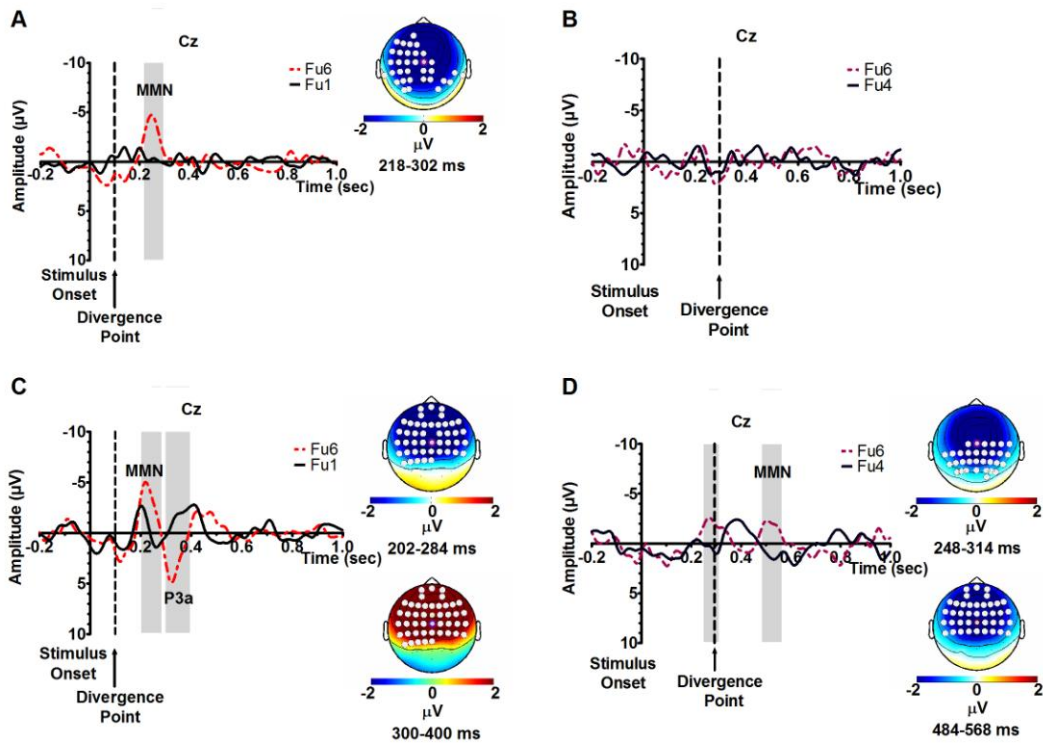 A
Cz
-10
-5
5
10
Amplitude (µV)
MMN
Fu6
Fu1
-0.2
0.2
0.4
0.6
0.8
1.0
Time (sec)
Stimulus
Onset
Divergence
Point
-2
0
2
µV
218-302 ms
B
Cz
-10
-5
5
10
Amplitude (µV)
Fu6
Fu4
-0.2
0.2
0.4
0.6
0.8
1.0
Time (sec)
Stimulus
Onset
Divergence
Point
C
Cz
-10
-5
5
10
Amplitude (µV)
MMN
P3a
Fu6
Fu1
-0.2
0.2
0.4
0.6
0.8
1.0
Time (sec)
Stimulus
Onset
Divergence
Point
-2
0
2
µV
202-284 ms
-2
0
2
µV
300-400 ms
D
Cz
-10
-5
5
10
Amplitude (µV)
MMN
Fu6
Fu4
-0.2
0.2
0.4
0.6
0.8
1.0
Time (sec)
Stimulus
Onset
Divergence
Point
-2
0
2
µV
248-314 ms
-2
0
2
µV
484-568 ms